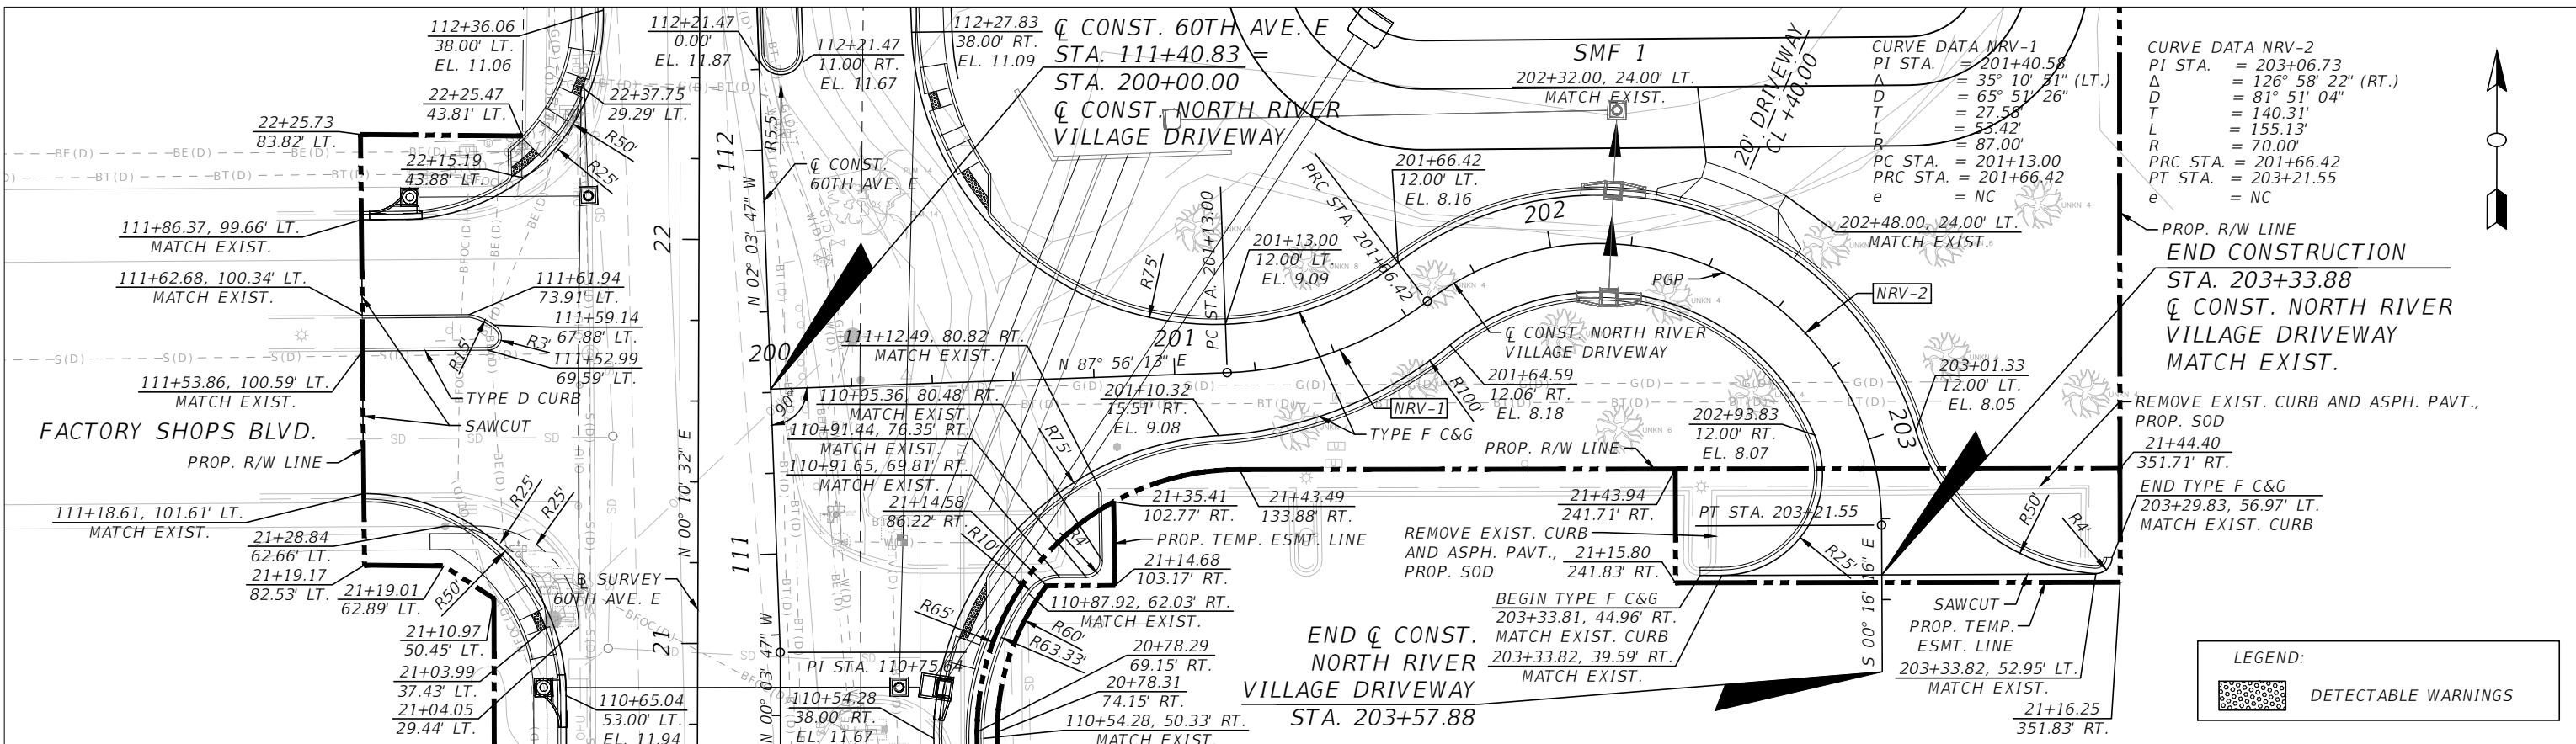 112+36.06
38.00' LT.
EL. 11.06
112+21.47
0.00'
EL. 11.87
112+21.47
11.00' RT.
EL. 11.67
112+27.83
38.00' RT.
EL. 11.09
℄ CONST. 60TH AVE. E
STA. 111+40.83 =
STA. 200+00.00
℄ CONST. NORTH RIVER
VILLAGE DRIVEWAY
SMF 1
202+32.00, 24.00' LT.
MATCH EXIST.
20' DRIVEWAY
CL +40.00
CURVE DATA NRV-1
PI STA. = 201+40.58
Δ = 35° 10' 51" (LT.)
D = 65° 51' 26"
T = 27.58'
L = 53.42'
R = 87.00'
PC STA. = 201+13.00
PRC STA. = 201+66.42
e = NC
CURVE DATA NRV-2
PI STA. = 203+06.73
Δ = 126° 58' 22" (RT.)
D = 81° 51' 04"
T = 140.31'
L = 155.13'
R = 70.00'
PRC STA. = 201+66.42
PT STA. = 203+21.55
e = NC
22+25.47
43.81' LT.
22+37.75
29.29' LT.
22+25.73
83.82' LT.
22+15.19
43.88' LT.
R50'
R25'
R5.5'
112
22
℄ CONST.
60TH AVE. E
N 02° 03' 47" W
111+86.37, 99.66' LT.
MATCH EXIST.
111+62.68, 100.34' LT.
MATCH EXIST.
111+61.94
73.91' LT.
111+59.14
67.88' LT.
R3'
R15'
111+52.99
69.59' LT.
111+53.86, 100.59' LT.
MATCH EXIST.
TYPE D CURB
SAWCUT
FACTORY SHOPS BLVD.
PROP. R/W LINE
111+18.61, 101.61' LT.
MATCH EXIST.
21+28.84
62.66' LT.
21+19.17
82.53' LT.
21+19.01
62.89' LT.
R25'
R25'
R50'
21+10.97
50.45' LT.
21+03.99
37.43' LT.
21+04.05
29.44' LT.
110+65.04
53.00' LT.
EL. 11.94
B SURVEY
60TH AVE. E
N 00° 10' 32" E
21
111
N 00° 03' 47" W
PI STA. 110+75.64
110+54.28
38.00' RT.
EL. 11.67
200
90°
N 87° 56' 13" E
201
PC STA. 201+13.00
R75'
201+13.00
12.00' LT.
EL. 9.09
PRC STA. 201+66.42
201+66.42
12.00' LT.
EL. 8.16
202
202+48.00, 24.00' LT.
MATCH EXIST.
PGP
NRV-2
℄ CONST. NORTH RIVER
VILLAGE DRIVEWAY
201+64.59
12.06' RT.
EL. 8.18
R100'
NRV-1
TYPE F C&G
111+12.49, 80.82' RT.
MATCH EXIST.
110+95.36, 80.48' RT.
MATCH EXIST.
110+91.44, 76.35' RT.
MATCH EXIST.
110+91.65, 69.81' RT.
MATCH EXIST.
21+14.58
86.22' RT.
R75'
201+10.32
15.51' RT.
EL. 9.08
R10'
R4'
R65'
21+35.41
102.77' RT.
21+43.49
133.88' RT.
PROP. TEMP. ESMT. LINE
21+14.68
103.17' RT.
110+87.92, 62.03' RT.
MATCH EXIST.
R60'
R63.33'
20+78.29
69.15' RT.
20+78.31
74.15' RT.
110+54.28, 50.33' RT.
MATCH EXIST.
PROP. R/W LINE
21+43.94
241.71' RT.
REMOVE EXIST. CURB
AND ASPH. PAVT.,
PROP. SOD
21+15.80
241.83' RT.
BEGIN TYPE F C&G
203+33.81, 44.96' RT.
MATCH EXIST. CURB
203+33.82, 39.59' RT.
MATCH EXIST.
END ℄ CONST.
NORTH RIVER
VILLAGE DRIVEWAY
STA. 203+57.88
202+93.83
12.00' RT.
EL. 8.07
PT STA. 203+21.55
R25'
S 00° 16' 16" E
203
203+01.33
12.00' LT.
EL. 8.05
R50'
R4'
SAWCUT
PROP. TEMP.
ESMT. LINE
203+33.82, 52.95' LT.
MATCH EXIST.
21+16.25
351.83' RT.
PROP. R/W LINE
END CONSTRUCTION
STA. 203+33.88
℄ CONST. NORTH RIVER
VILLAGE DRIVEWAY
MATCH EXIST.
REMOVE EXIST. CURB AND ASPH. PAVT.,
PROP. SOD
21+44.40
351.71' RT.
END TYPE F C&G
203+29.83, 56.97' LT.
MATCH EXIST. CURB
LEGEND:
DETECTABLE WARNINGS